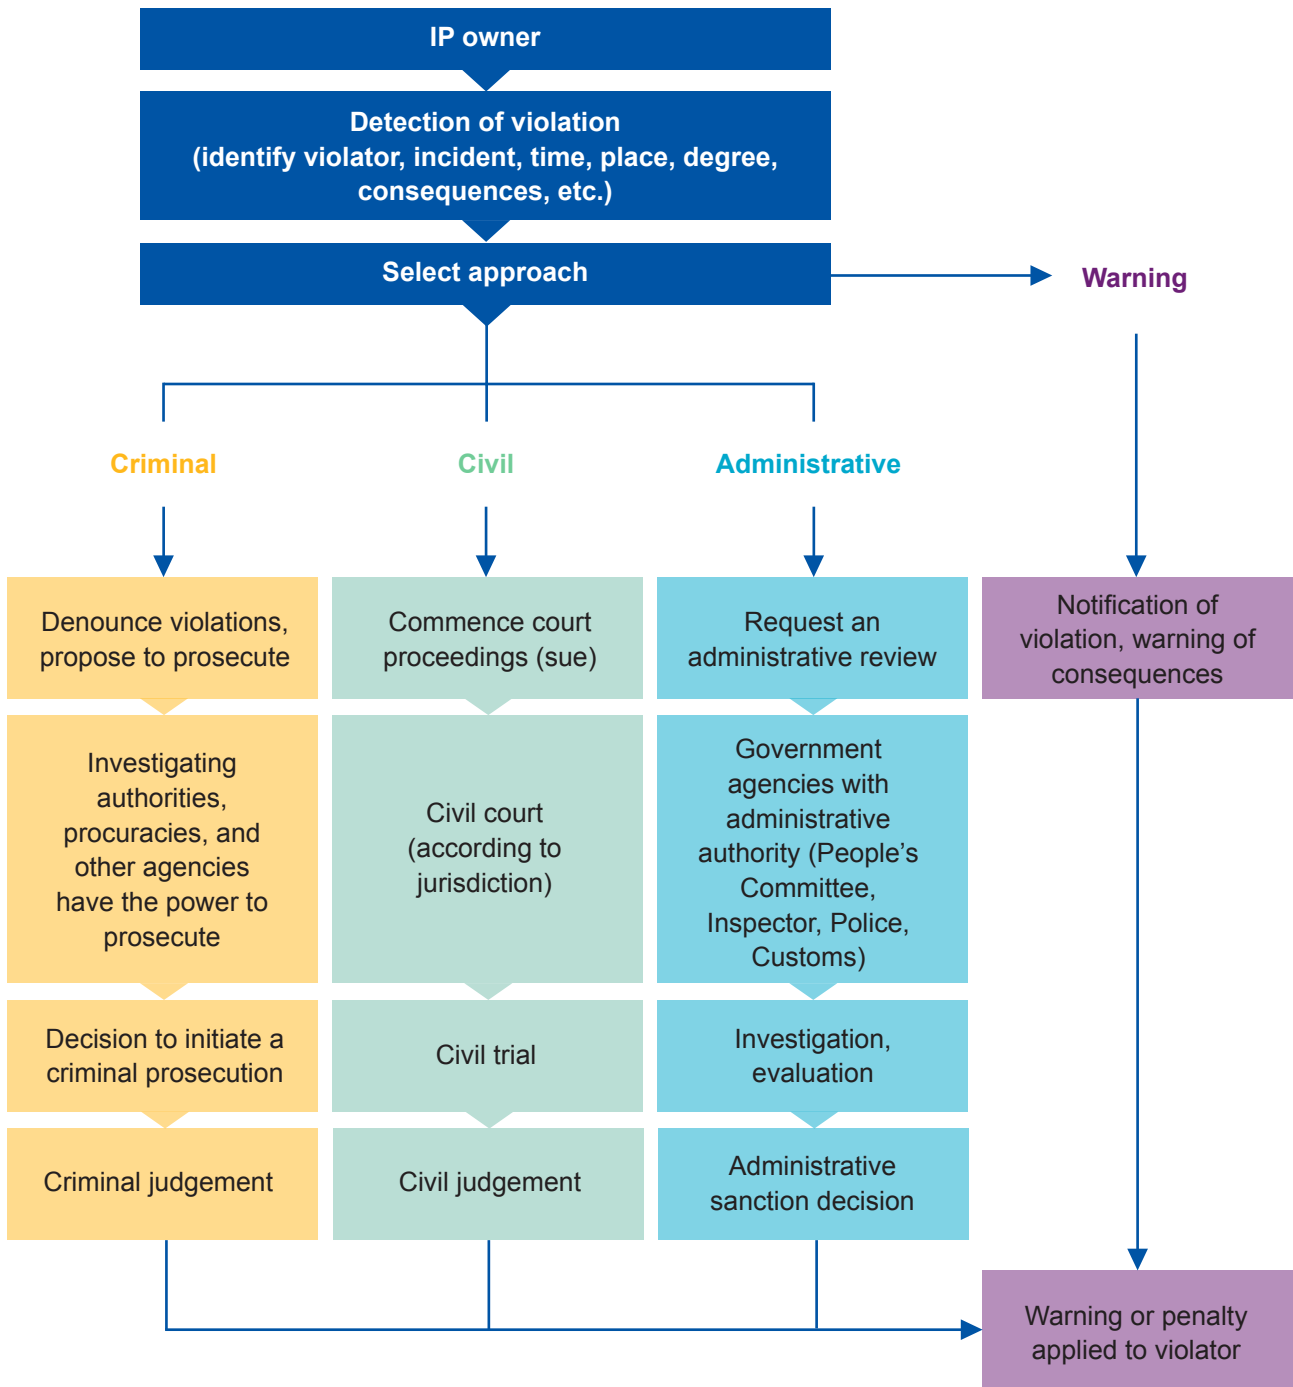 IP owner
Detection of violation
(identify violator, incident, time, place, degree,
consequences, etc.)
Select approach
Warning
Criminal
Civil
Administrative
Denounce violations,
propose to prosecute
Commence court
proceedings (sue)
Request an
administrative review
Notification of
violation, warning of
consequences
Investigating
authorities,
procuracies, and
other agencies
have the power to
prosecute
Civil court
(according to
jurisdiction)
Government
agencies with
administrative
authority (People’s
Committee,
Inspector, Police,
Customs)
Decision to initiate a
criminal prosecution
Civil trial
Investigation,
evaluation
Criminal judgement
Civil judgement
Administrative
sanction decision
Warning or penalty
applied to violator